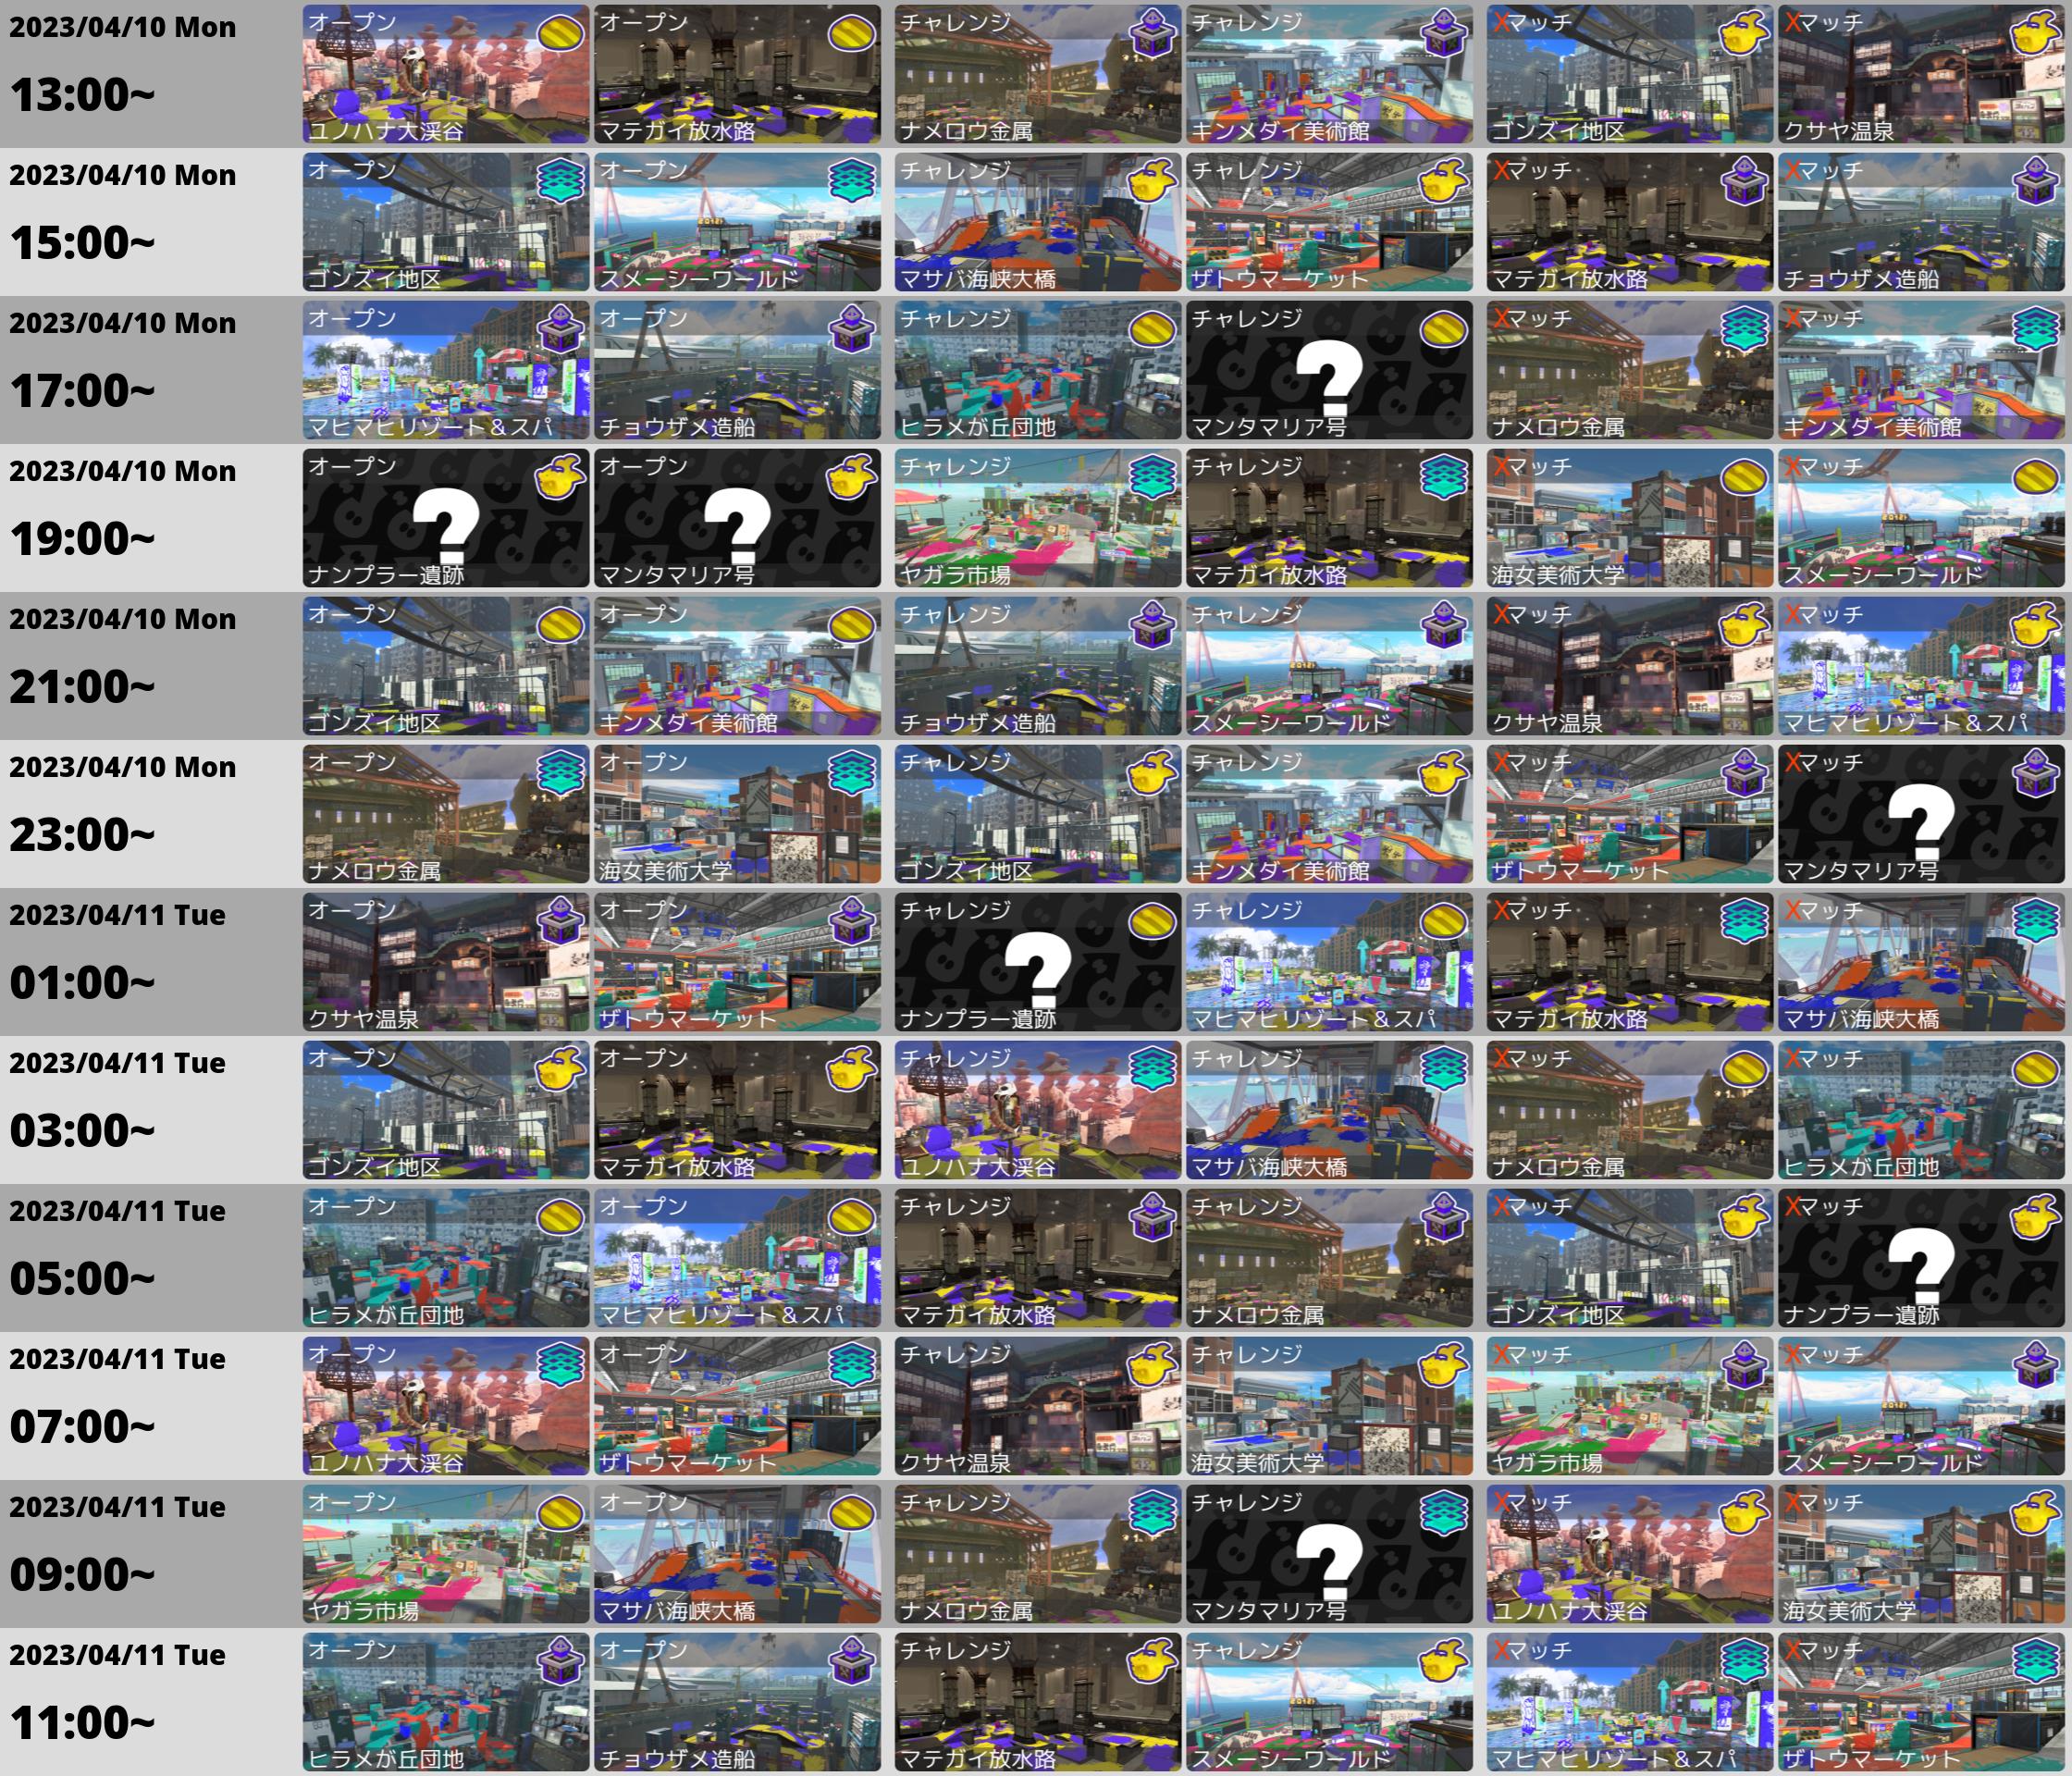 2023/04/10 Mon
13:00~
オープン オープン チャレンジ チャレンジ Xマッチ Xマッチ
ユノハナ大渓谷 マテガイ放水路 ナメロウ金属 キンメダイ美術館 ゴンズイ地区 クサヤ温泉
2023/04/10 Mon
15:00~
オープン オープン チャレンジ チャレンジ Xマッチ Xマッチ
ゴンズイ地区 スメーシーワールド マサバ海峡大橋 ザトウマーケット マテガイ放水路 チョウザメ造船
2023/04/10 Mon
17:00~
オープン オープン チャレンジ チャレンジ Xマッチ Xマッチ
マヒマヒリゾート＆スパ チョウザメ造船 ヒラメが丘団地 マンタマリア号 ナメロウ金属 キンメダイ美術館
2023/04/10 Mon
19:00~
オープン オープン チャレンジ チャレンジ Xマッチ Xマッチ
ナンプラー遺跡 マンタマリア号 ヤガラ市場 マテガイ放水路 海女美術大学 スメーシーワールド
2023/04/10 Mon
21:00~
オープン オープン チャレンジ チャレンジ Xマッチ Xマッチ
ゴンズイ地区 キンメダイ美術館 チョウザメ造船 スメーシーワールド クサヤ温泉 マヒマヒリゾート＆スパ
2023/04/10 Mon
23:00~
オープン オープン チャレンジ チャレンジ Xマッチ Xマッチ
ナメロウ金属 海女美術大学 ゴンズイ地区 キンメダイ美術館 ザトウマーケット マンタマリア号
2023/04/11 Tue
01:00~
オープン オープン チャレンジ チャレンジ Xマッチ Xマッチ
クサヤ温泉 ザトウマーケット ナンプラー遺跡 マヒマヒリゾート＆スパ マテガイ放水路 マサバ海峡大橋
2023/04/11 Tue
03:00~
オープン オープン チャレンジ チャレンジ Xマッチ Xマッチ
ゴンズイ地区 マテガイ放水路 ユノハナ大渓谷 マサバ海峡大橋 ナメロウ金属 ヒラメが丘団地
2023/04/11 Tue
05:00~
オープン オープン チャレンジ チャレンジ Xマッチ Xマッチ
ヒラメが丘団地 マヒマヒリゾート＆スパ マテガイ放水路 ナメロウ金属 ゴンズイ地区 ナンプラー遺跡
2023/04/11 Tue
07:00~
オープン オープン チャレンジ チャレンジ Xマッチ Xマッチ
ユノハナ大渓谷 ザトウマーケット クサヤ温泉 海女美術大学 ヤガラ市場 スメーシーワールド
2023/04/11 Tue
09:00~
オープン オープン チャレンジ チャレンジ Xマッチ Xマッチ
ヤガラ市場 マサバ海峡大橋 ナメロウ金属 マンタマリア号 ユノハナ大渓谷 海女美術大学
2023/04/11 Tue
11:00~
オープン オープン チャレンジ チャレンジ Xマッチ Xマッチ
ヒラメが丘団地 チョウザメ造船 マテガイ放水路 スメーシーワールド マヒマヒリゾート＆スパ ザトウマーケット